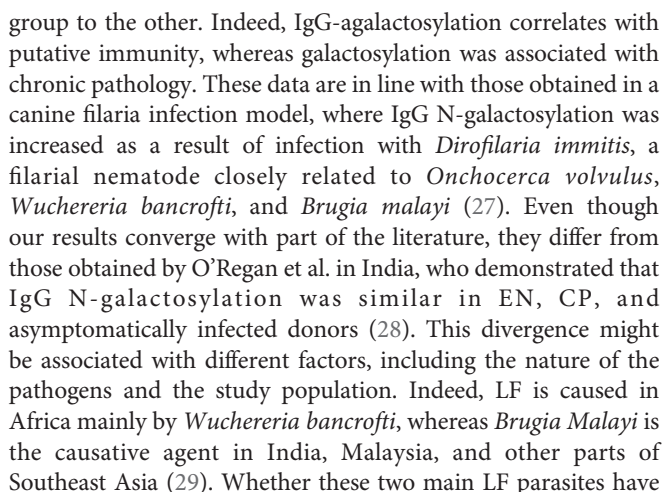 group to the other. Indeed, IgG-agalactosylation correlates with
putative immunity, whereas galactosylation was associated with
chronic pathology. These data are in line with those obtained in a
canine filaria infection model, where IgG N-galactosylation was
increased as a result of infection with Dirofilaria immitis, a
filarial nematode closely related to Onchocerca volvulus,
Wuchereria bancrofti, and Brugia malayi (27). Even though
our results converge with part of the literature, they differ from
those obtained by O’Regan et al. in India, who demonstrated that
IgG N-galactosylation was similar in EN, CP, and
asymptomatically infected donors (28). This divergence might
be associated with different factors, including the nature of the
pathogens and the study population. Indeed, LF is caused in
Africa mainly by Wuchereria bancrofti, whereas Brugia Malayi is
the causative agent in India, Malaysia, and other parts of
Southeast Asia (29). Whether these two main LF parasites have